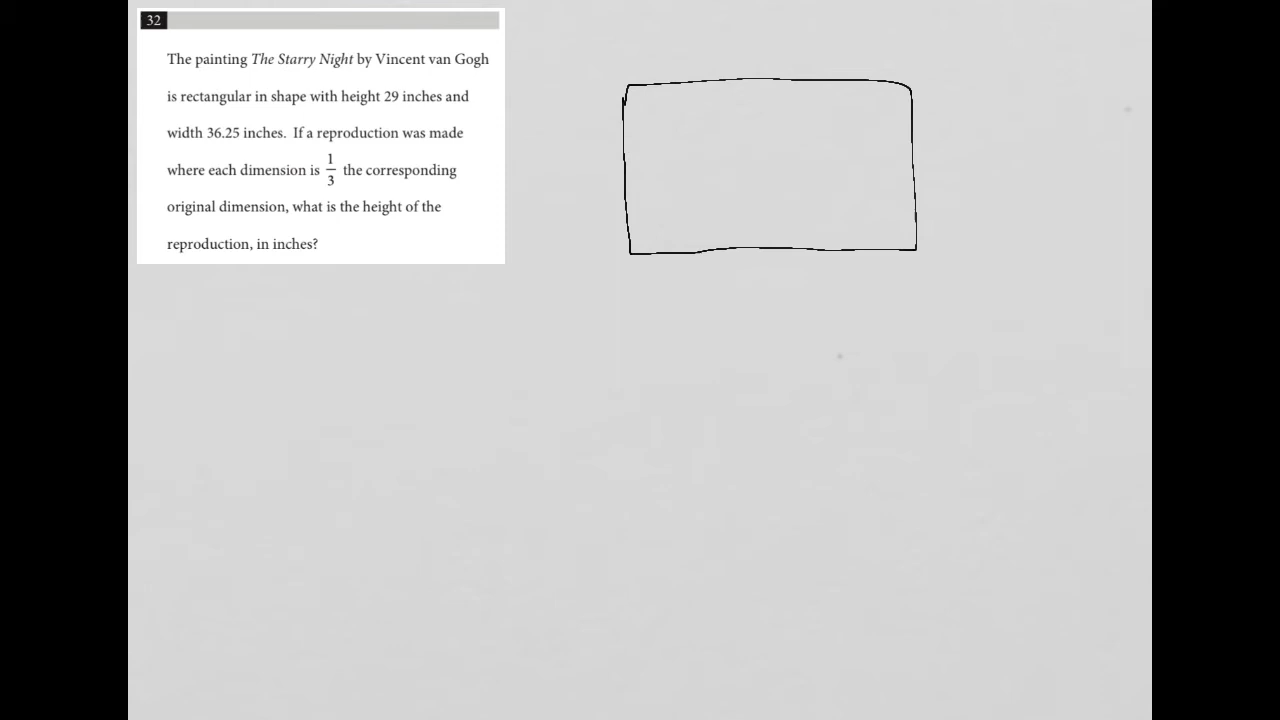 32
The painting The Starry Night by Vincent van Gogh
is rectangular in shape with height 29 inches and
width 36.25 inches. If a reproduction was made
where each dimension is 1/3 the corresponding
original dimension, what is the height of the
reproduction, in inches?